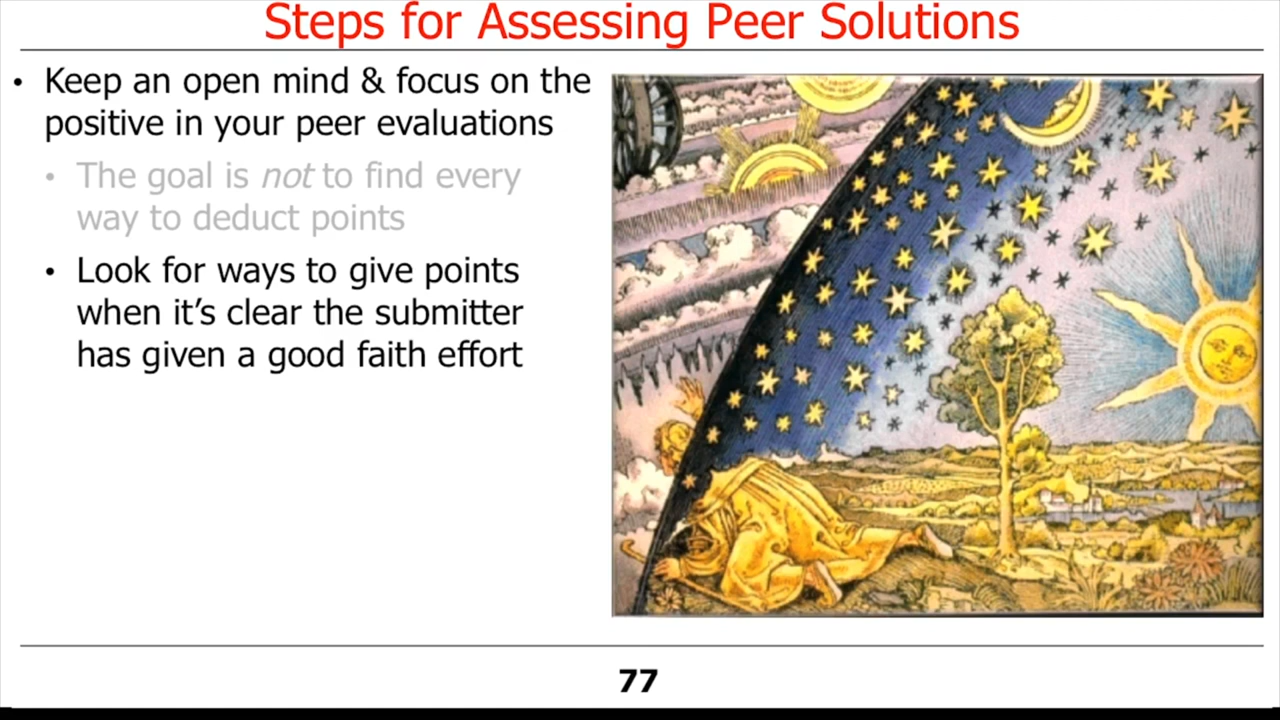 Steps for Assessing Peer Solutions
• Keep an open mind & focus on the
positive in your peer evaluations
• The goal is not to find every
way to deduct points
• Look for ways to give points
when it’s clear the submitter
has given a good faith effort
77